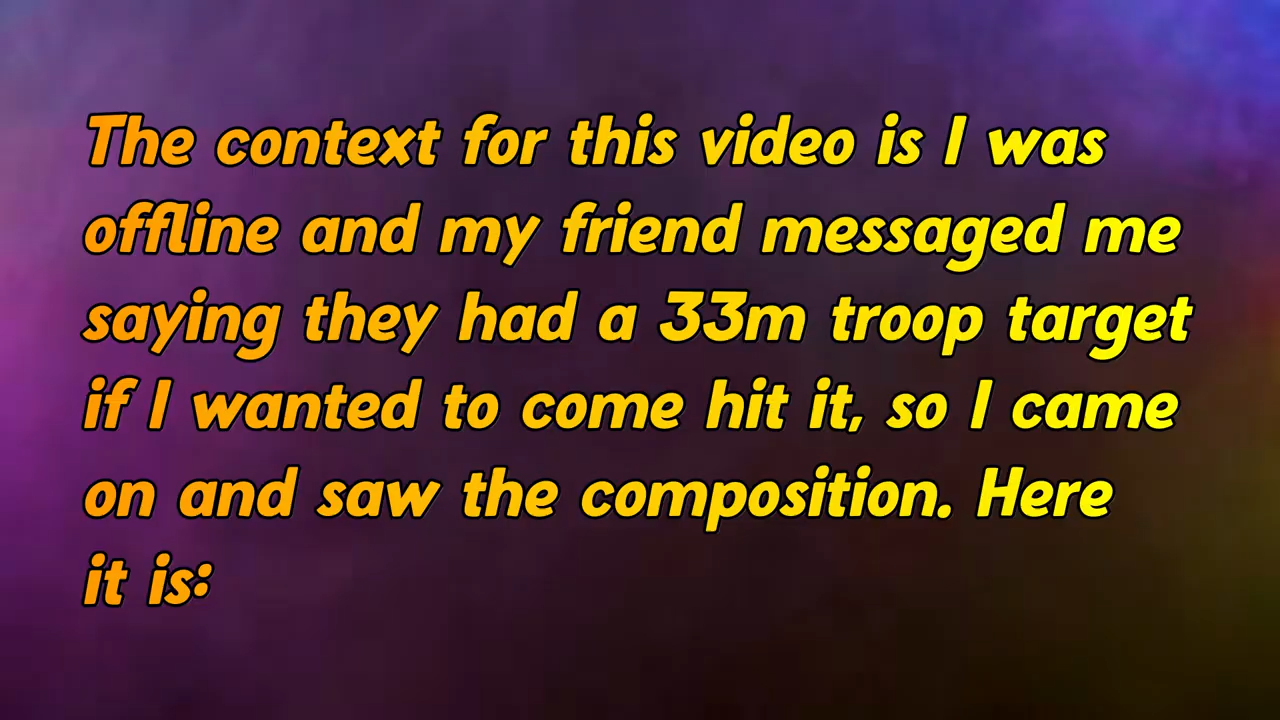 The context for this video is I was
offline and my friend messaged me
saying they had a 33m troop target
if I wanted to come hit it, so I came
on and saw the composition. Here
it is: